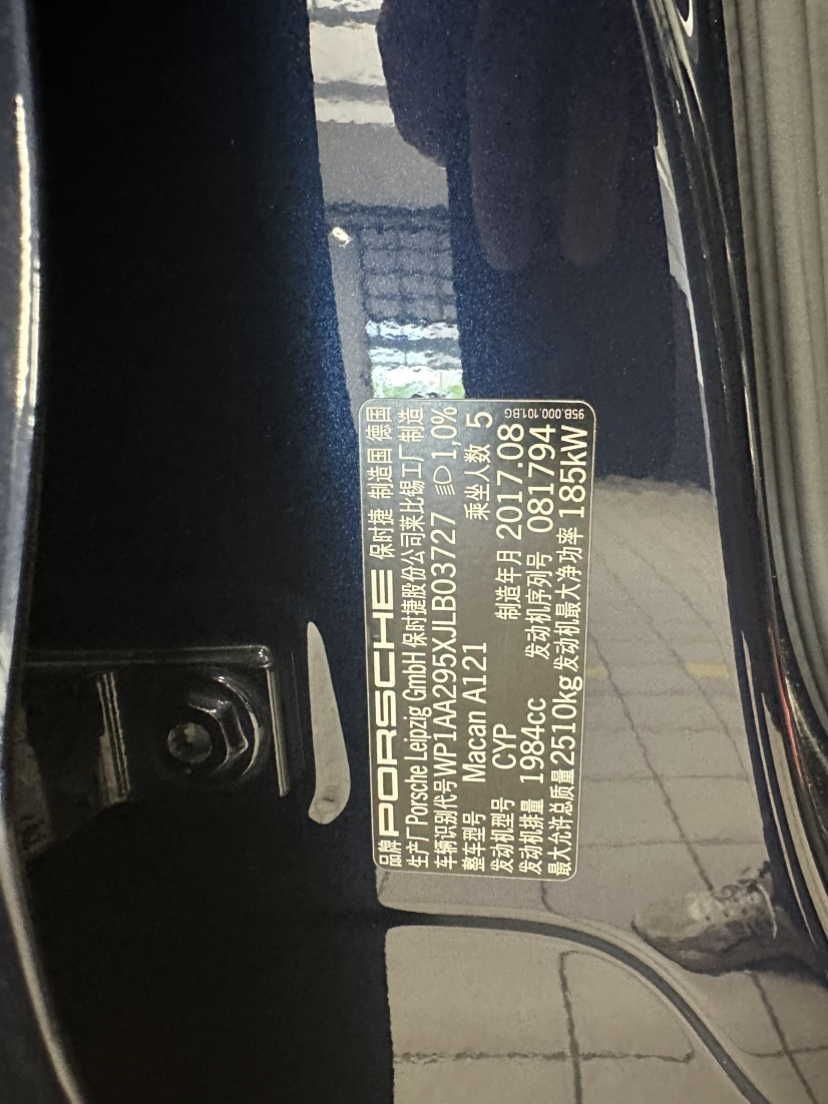 品牌 PORSCHE 保时捷 制造国 德国
生产厂 Porsche Leipzig GmbH 保时捷股份公司莱比锡工厂制造
车辆识别代号 WP1AA295XJLB03727 1,0%
整车型号 Macan A121 乘坐人数 5
发动机型号 CYP 制造年月 2017.08
发动机排量 1984cc 发动机序列号 081794
最大允许总质量 2510kg 发动机最大净功率 185kW
95B.000.101.BG